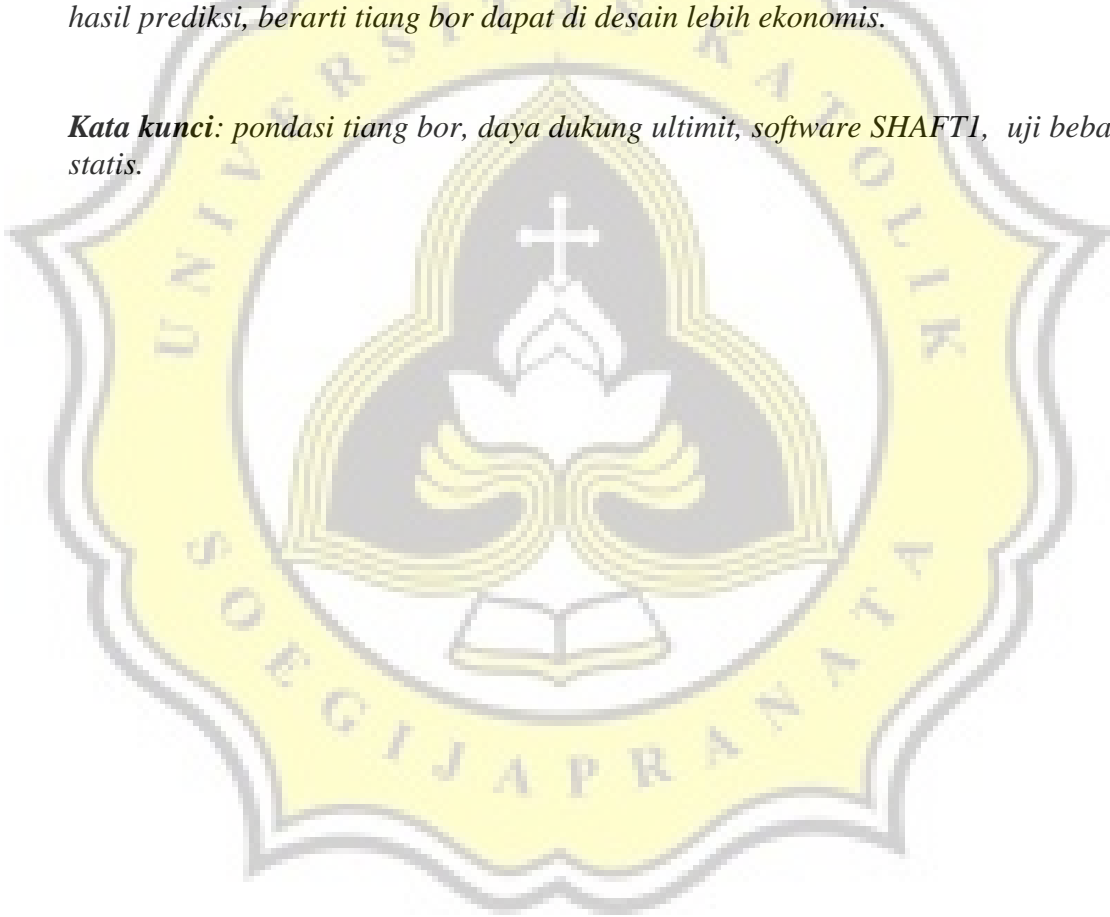 hasil prediksi, berarti tiang bor dapat di desain lebih ekonomis.
Kata kunci: pondasi tiang bor, daya dukung ultimit, software SHAFT1, uji beba
statis.
UNIVERSITAS KATOLIK
SOEGIJAPRANATA